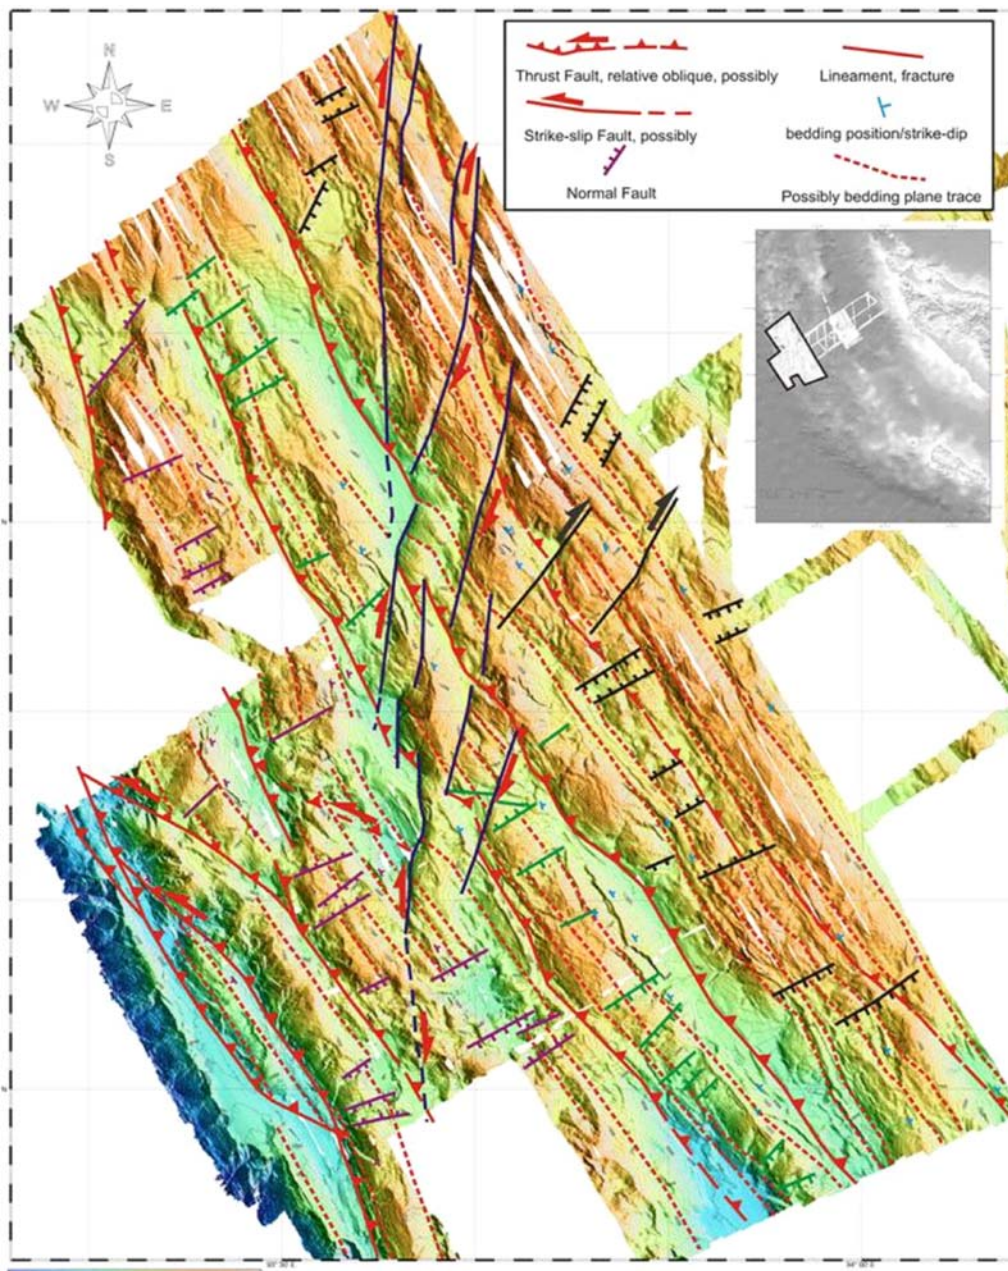 N
W E
S
Thrust Fault, relative oblique, possibly
Lineament, fracture
Strike-slip Fault, possibly
bedding position/strike-dip
Normal Fault
Possibly bedding plane trace